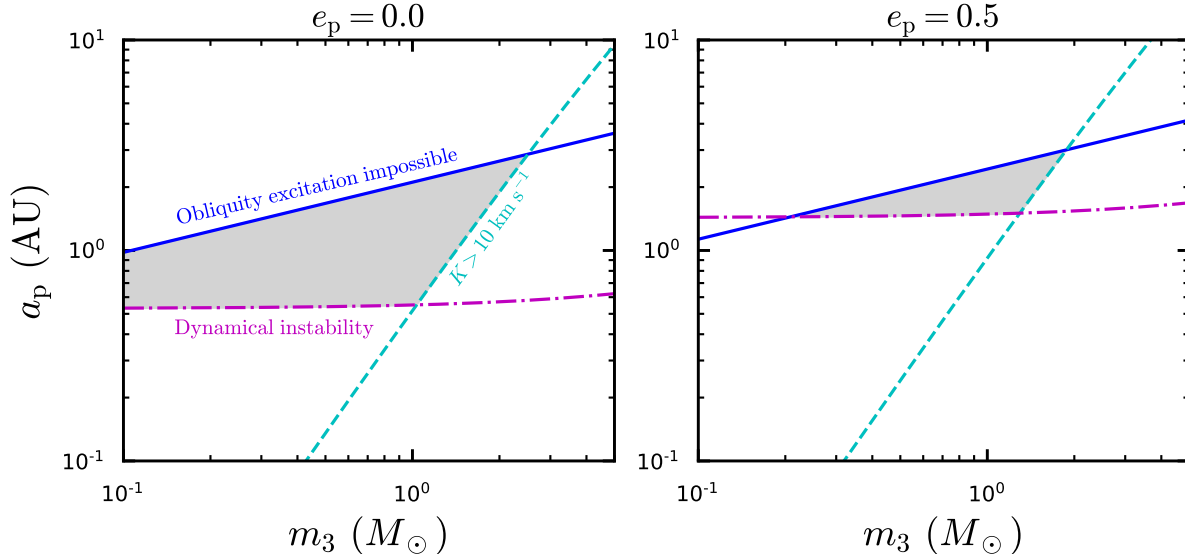 e_p = 0.0
e_p = 0.5
a_p (AU)
10^1
10^0
10^-1
10^-1
10^0
m_3 (M_⊙)
Obliquity excitation impossible
K > 10 km s^-1
Dynamical instability
10^1
10^0
10^-1
10^-1
10^0
m_3 (M_⊙)